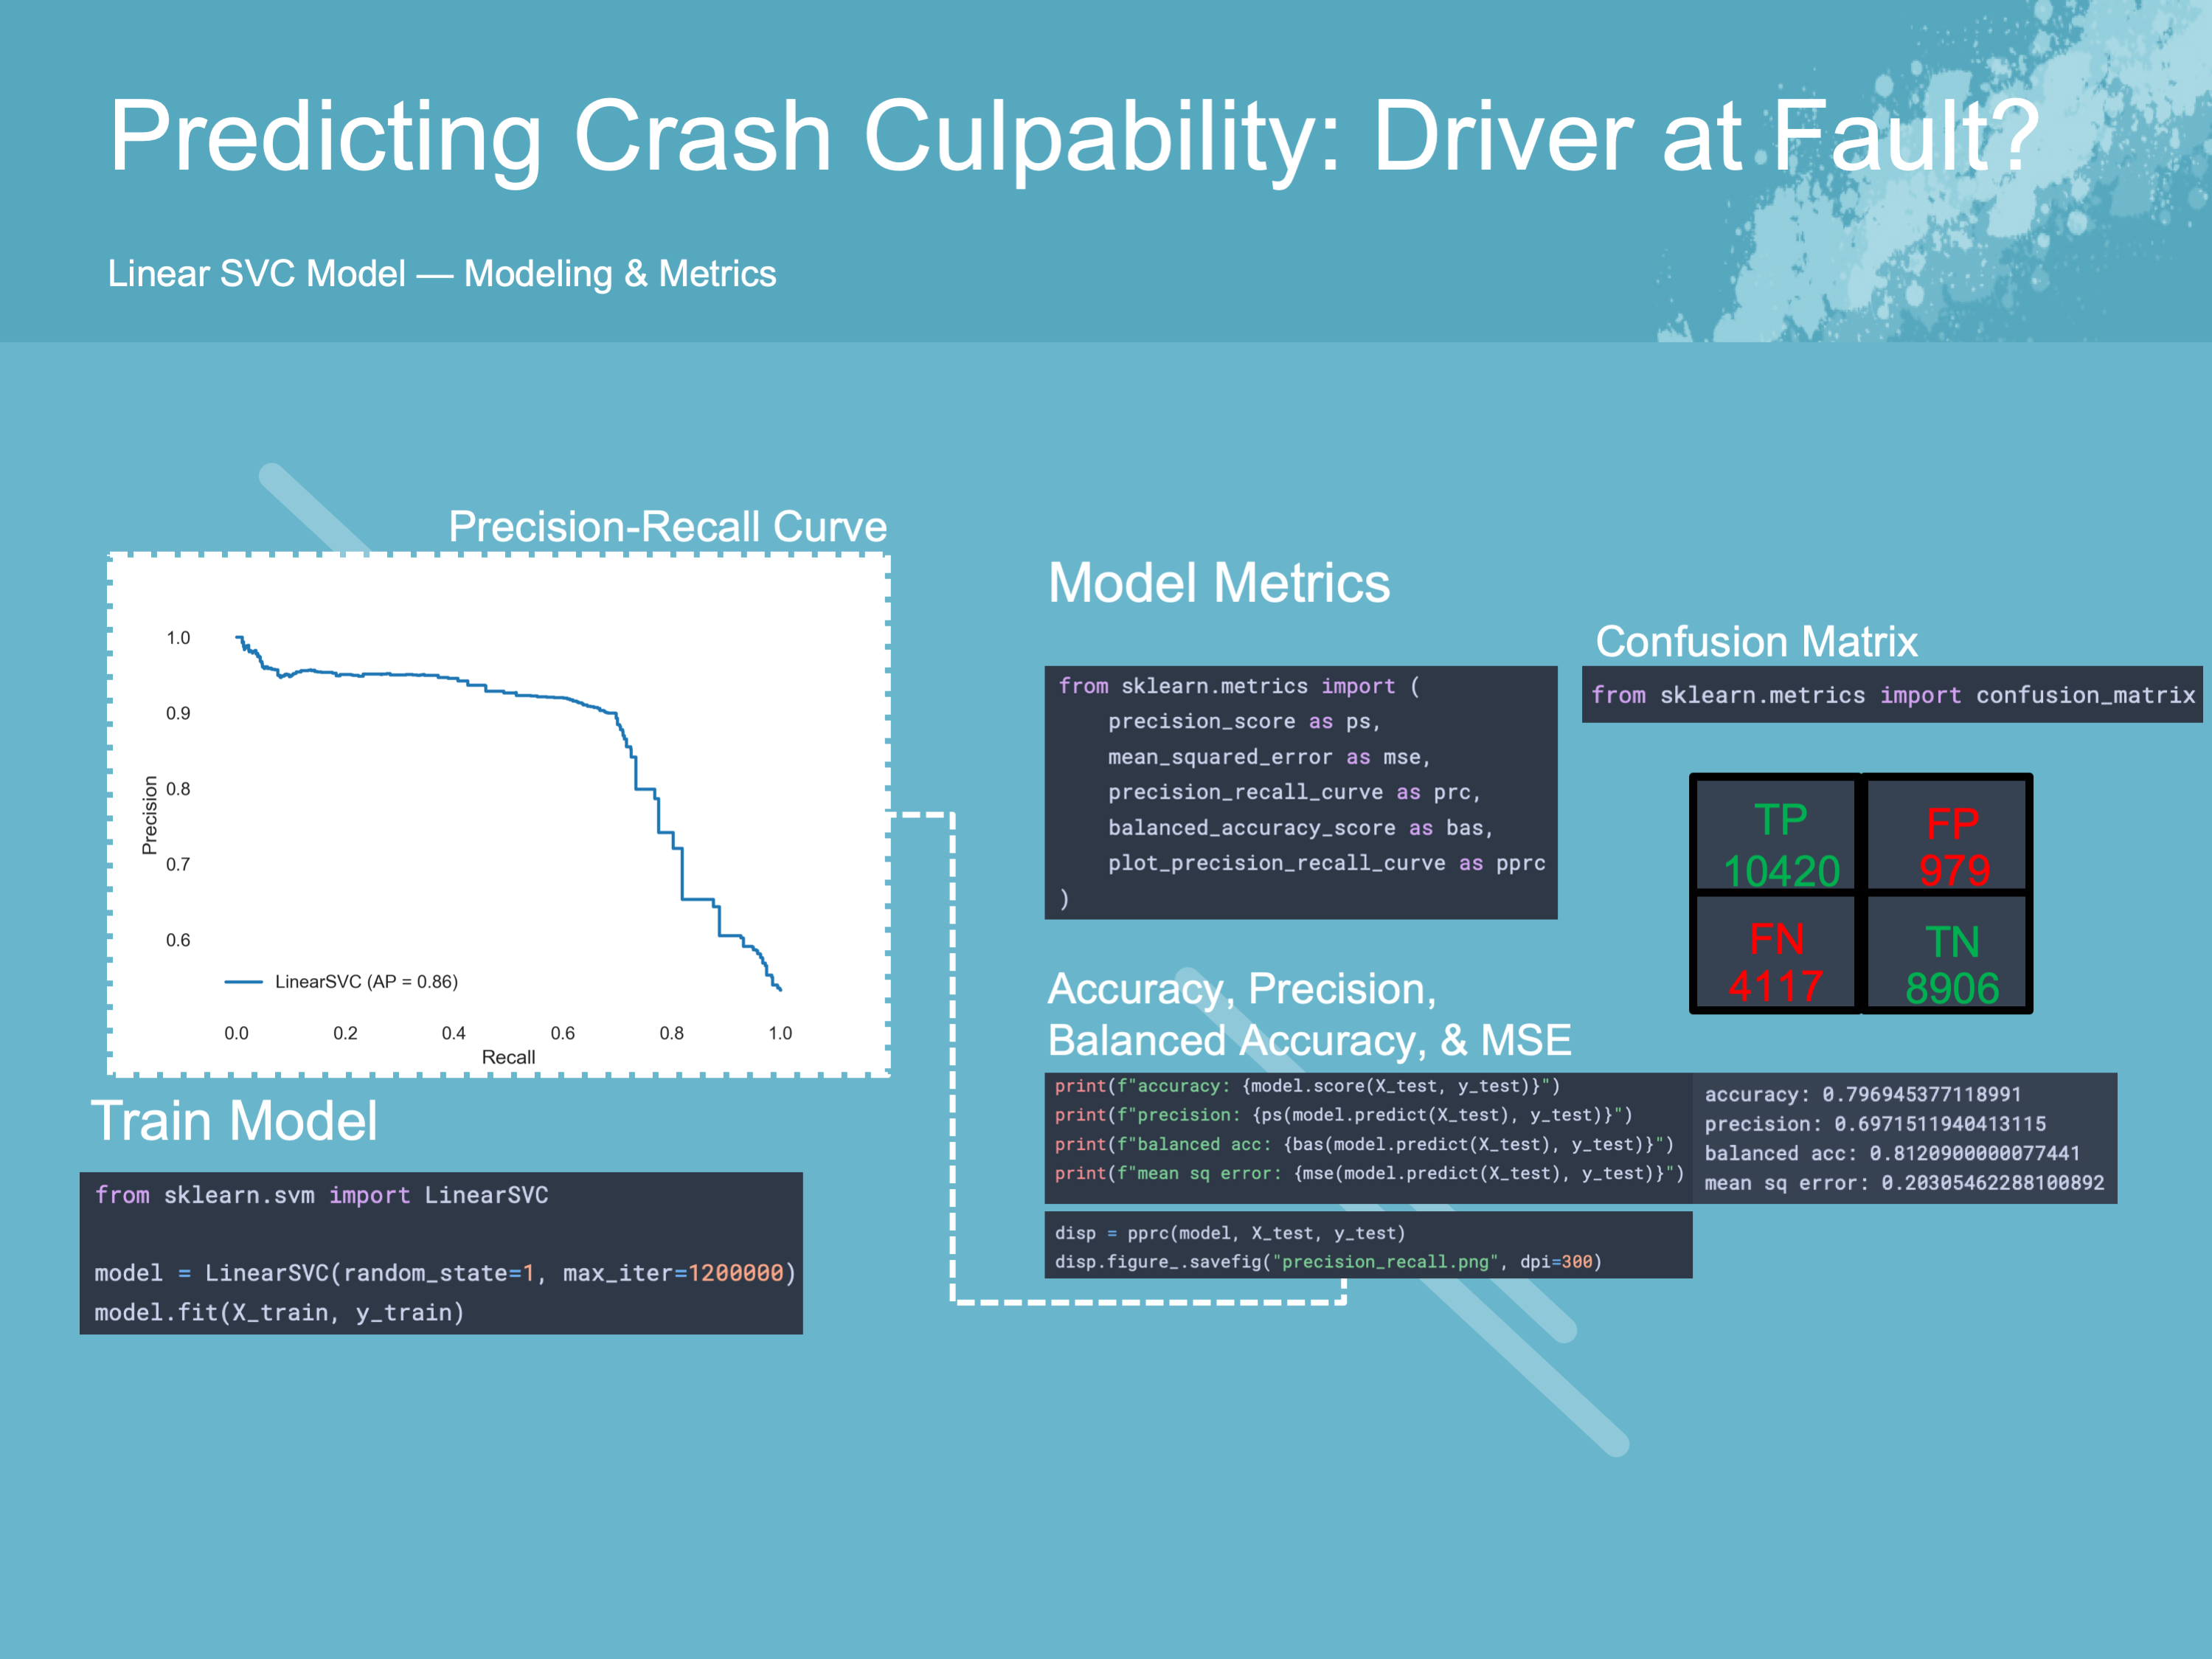 Predicting Crash Culpability: Driver at Fault?
Linear SVC Model — Modeling & Metrics
Precision-Recall Curve
1.0
0.9
0.8
0.7
0.6
Precision
LinearSVC (AP = 0.86)
0.0 0.2 0.4 0.6 0.8 1.0
Recall
Train Model
from sklearn.svm import LinearSVC
model = LinearSVC(random_state=1, max_iter=1200000)
model.fit(X_train, y_train)
Model Metrics
from sklearn.metrics import (
precision_score as ps,
mean_squared_error as mse,
precision_recall_curve as prc,
balanced_accuracy_score as bas,
plot_precision_recall_curve as pprc
)
Confusion Matrix
from sklearn.metrics import confusion_matrix
TP FP
10420 979
FN TN
4117 8906
Accuracy, Precision,
Balanced Accuracy, & MSE
print(f"accuracy: {model.score(X_test, y_test)}")
print(f"precision: {ps(model.predict(X_test), y_test)}")
print(f"balanced acc: {bas(model.predict(X_test), y_test)}")
print(f"mean sq error: {mse(model.predict(X_test), y_test)}")
accuracy: 0.796945377118991
precision: 0.6971511940413115
balanced acc: 0.8120900000077441
mean sq error: 0.20305462288100892
disp = pprc(model, X_test, y_test)
disp.figure_.savefig("precision_recall.png", dpi=300)